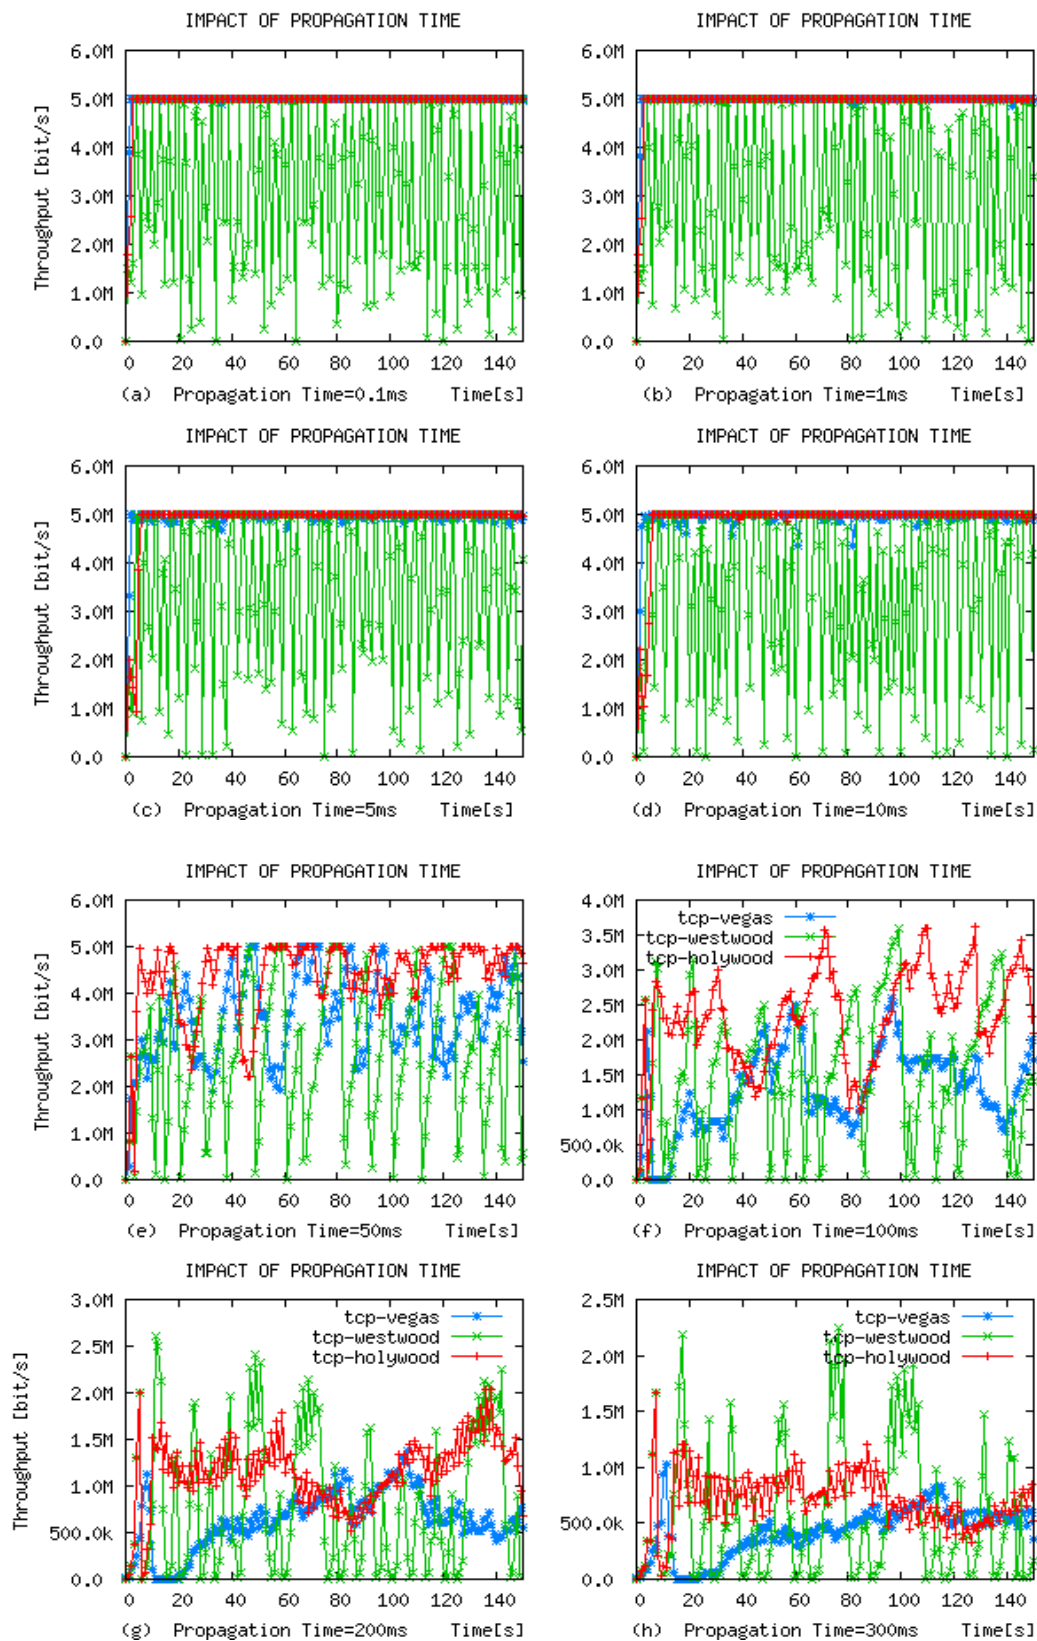 IMPACT OF PROPAGATION TIME
6.0M
5.0M
4.0M
3.0M
2.0M
1.0M
0.0
Throughput [bit/s]
0 20 40 60 80 100 120 140
(a) Propagation Time=0.1ms Time[s]
IMPACT OF PROPAGATION TIME
6.0M
5.0M
4.0M
3.0M
2.0M
1.0M
0.0
0 20 40 60 80 100 120 140
(b) Propagation Time=1ms Time[s]
IMPACT OF PROPAGATION TIME
6.0M
5.0M
4.0M
3.0M
2.0M
1.0M
0.0
Throughput [bit/s]
0 20 40 60 80 100 120 140
(c) Propagation Time=5ms Time[s]
IMPACT OF PROPAGATION TIME
6.0M
5.0M
4.0M
3.0M
2.0M
1.0M
0.0
0 20 40 60 80 100 120 140
(d) Propagation Time=10ms Time[s]
IMPACT OF PROPAGATION TIME
6.0M
5.0M
4.0M
3.0M
2.0M
1.0M
0.0
Throughput [bit/s]
0 20 40 60 80 100 120 140
(e) Propagation Time=50ms Time[s]
IMPACT OF PROPAGATION TIME
4.0M
3.5M
3.0M
2.5M
2.0M
1.5M
1.0M
500.0k
0.0
tcp-vegas
tcp-westwood
tcp-holywood
0 20 40 60 80 100 120 140
(f) Propagation Time=100ms Time[s]
IMPACT OF PROPAGATION TIME
3.0M
2.5M
2.0M
1.5M
1.0M
500.0k
0.0
Throughput [bit/s]
tcp-vegas
tcp-westwood
tcp-holywood
0 20 40 60 80 100 120 140
(g) Propagation Time=200ms Time[s]
IMPACT OF PROPAGATION TIME
2.5M
2.0M
1.5M
1.0M
500.0k
0.0
tcp-vegas
tcp-westwood
tcp-holywood
0 20 40 60 80 100 120 140
(h) Propagation Time=300ms Time[s]